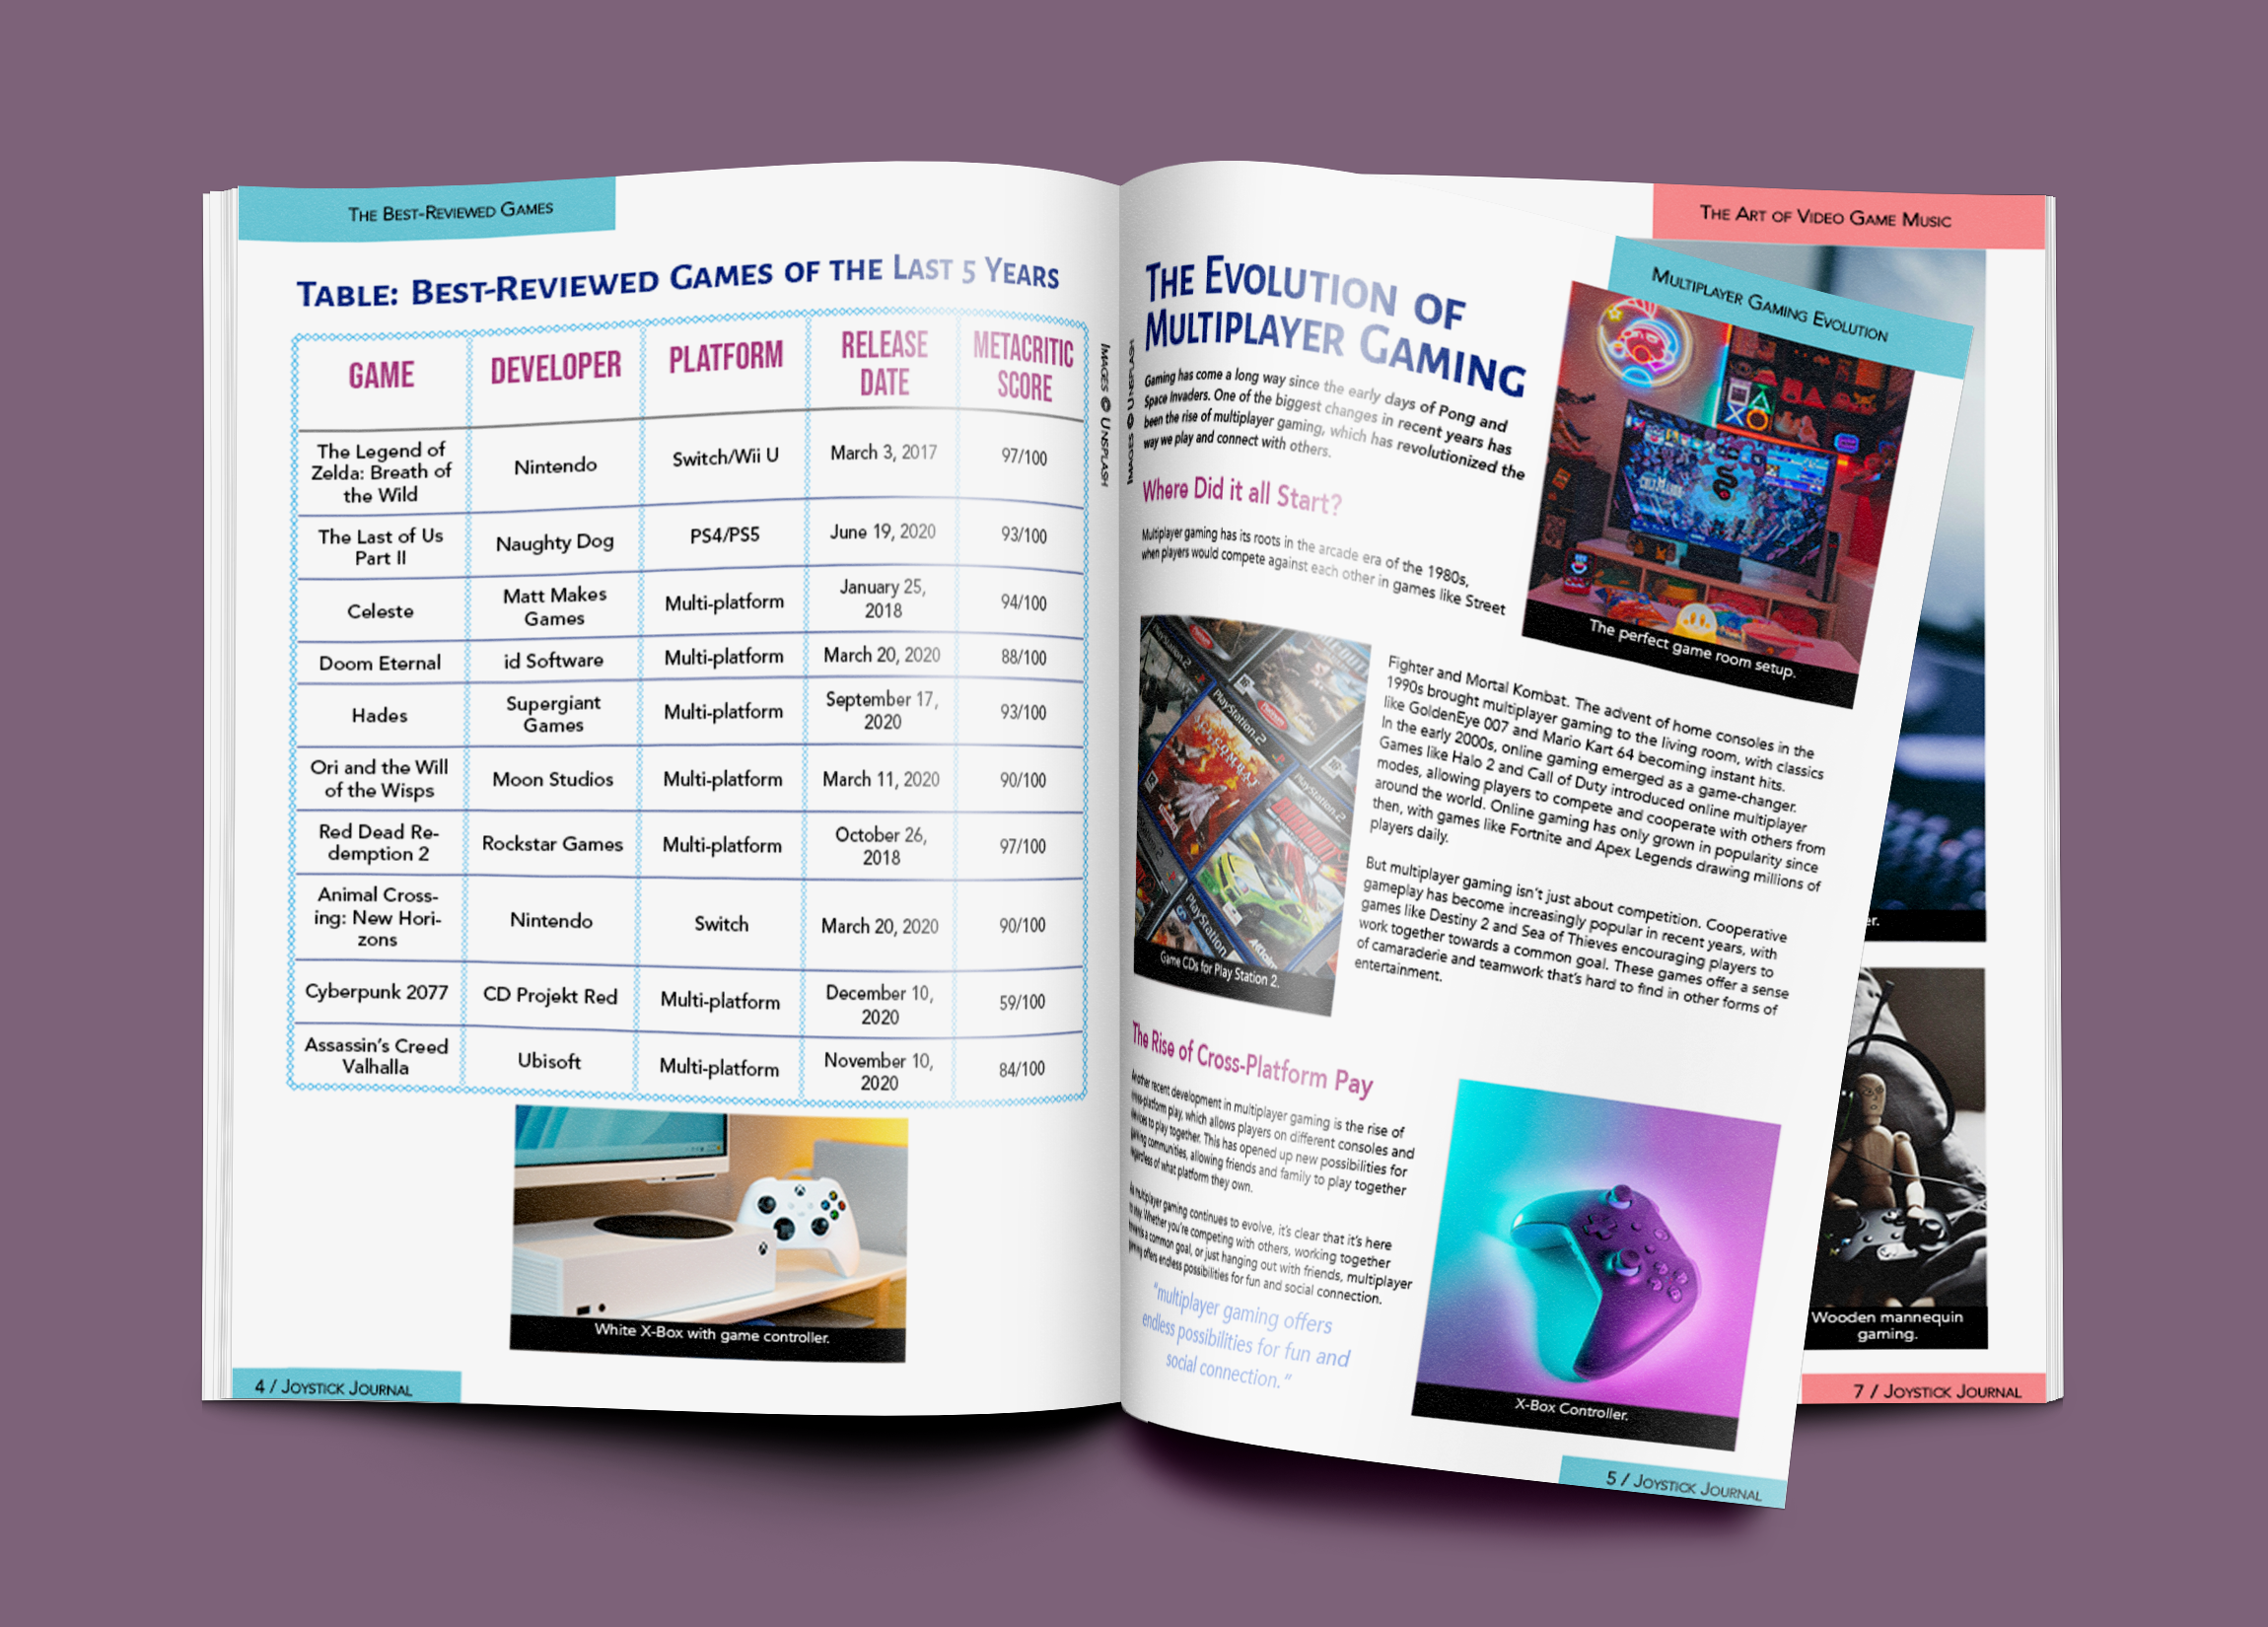 THE BEST-REVIEWED GAMES
TABLE: BEST-REVIEWED GAMES OF THE LAST 5 YEARS
GAME
DEVELOPER
PLATFORM
RELEASE
DATE
METACRITIC
SCORE
The Legend of
Zelda: Breath of
the Wild
Nintendo
Switch/Wii U
March 3, 2017
97/100
The Last of Us
Part II
Naughty Dog
PS4/PS5
June 19, 2020
93/100
Celeste
Matt Makes
Games
Multi-platform
January 25,
2018
94/100
Doom Eternal
id Software
Multi-platform
March 20, 2020
88/100
Hades
Supergiant
Games
Multi-platform
September 17,
2020
93/100
Ori and the Will
of the Wisps
Moon Studios
Multi-platform
March 11, 2020
90/100
Red Dead Re-
demption 2
Rockstar Games
Multi-platform
October 26,
2018
97/100
Animal Cross-
ing: New Hori-
zons
Nintendo
Switch
March 20, 2020
90/100
Cyberpunk 2077
CD Projekt Red
Multi-platform
December 10,
2020
59/100
Assassin's Creed
Valhalla
Ubisoft
Multi-platform
November 10,
2020
84/100
IMAGES @ UNSPLASH
White X-Box with game controller.
4 / JOYSTICK JOURNAL
IMAGES @ UNSPLASH
MULTIPLAYER GAMING EVOLUTION
THE EVOLUTION OF
MULTIPLAYER GAMING
Gaming has come a long way since the early days of Pong and
Space Invaders. One of the biggest changes in recent years has
been the rise of multiplayer gaming, which has revolutionized the
way we play and connect with others.
The perfect game room setup.
Where Did it all Start?
Multiplayer gaming has its roots in the arcade era of the 1980s,
when players would compete against each other in games like Street
PlayStation.2
PlayStation.2
PlayStation.2
PlayStation
Game CDs for Play Station 2.
Fighter and Mortal Kombat. The advent of home consoles in the
1990s brought multiplayer gaming to the living room, with classics
like GoldenEye 007 and Mario Kart 64 becoming instant hits.
In the early 2000s, online gaming emerged as a game-changer.
Games like Halo 2 and Call of Duty introduced online multiplayer
modes, allowing players to compete and cooperate with others from
around the world. Online gaming has only grown in popularity since
then, with games like Fortnite and Apex Legends drawing millions of
players daily.
But multiplayer gaming isn't just about competition. Cooperative
gameplay has become increasingly popular in recent years, with
games like Destiny 2 and Sea of Thieves encouraging players to
work together towards a common goal. These games offer a sense
of camaraderie and teamwork that's hard to find in other forms of
entertainment.
The Rise of Cross-Platform Pay
Another recent development in multiplayer gaming is the rise of
cross-platform play, which allows players on different consoles and
devices to play together. This has opened up new possibilities for
gaming communities, allowing friends and family to play together
regardless of what platform they own.
As multiplayer gaming continues to evolve, it's clear that it's here
to stay. Whether you're competing with others, working together
towards a common goal, or just hanging out with friends, multiplayer
gaming offers endless possibilities for fun and social connection.
"multiplayer gaming offers
endless possibilities for fun and
social connection."
X-Box Controller.
5 / JOYSTICK JOURNAL
THE ART OF VIDEO GAME MUSIC
er.
Wooden mannequin
gaming.
7 / JOYSTICK JOURNAL